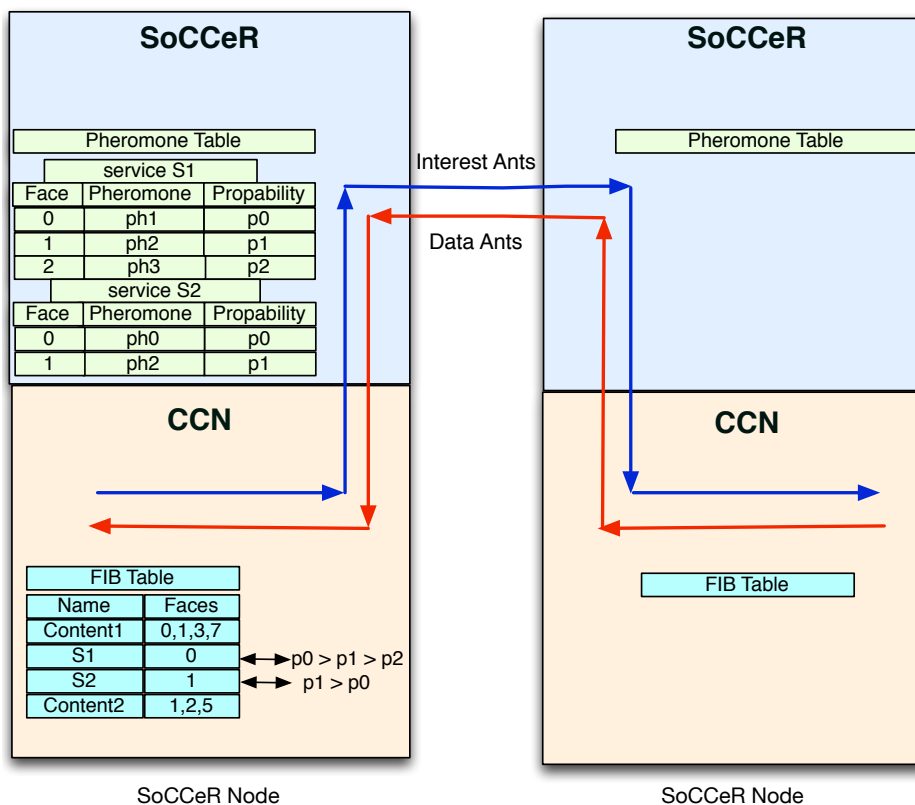 SoCCeR
Pheromone Table
service S1
Face Pheromone Propability
0 ph1 p0
1 ph2 p1
2 ph3 p2
service S2
Face Pheromone Propability
0 ph0 p0
1 ph2 p1
CCN
FIB Table
Name Faces
Content1 0,1,3,7
S1 0 p0 > p1 > p2
S2 1 p1 > p0
Content2 1,2,5
SoCCeR Node
Interest Ants
Data Ants
SoCCeR
Pheromone Table
CCN
FIB Table
SoCCeR Node